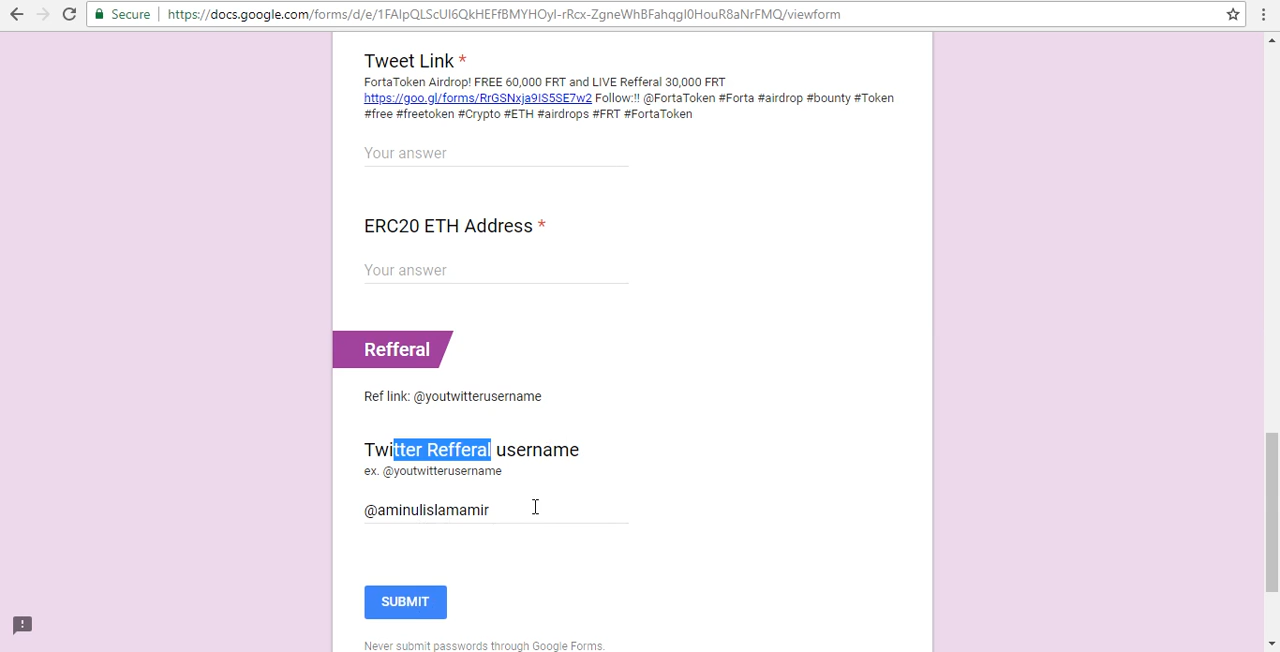 Secure
https://docs.google.com/forms/d/e/1FAIpQLScUI6QkHEFfBMYHOyI-rRcx-ZgneWhBFahqgI0HouR8aNrFMQ/viewform
Tweet Link *
FortaToken Airdrop! FREE 60,000 FRT and LIVE Refferal 30,000 FRT
https://goo.gl/forms/RrGSNxja9IS5SE7w2 Follow:!! @FortaToken #Forta #airdrop #bounty #Token
#free #freetoken #Crypto #ETH #airdrops #FRT #FortaToken
Your answer
ERC20 ETH Address *
Your answer
Refferal
Ref link: @youtwitterusername
Twitter Refferal username
ex. @youtwitterusername
@aminulislamamir
SUBMIT
Never submit passwords through Google Forms.